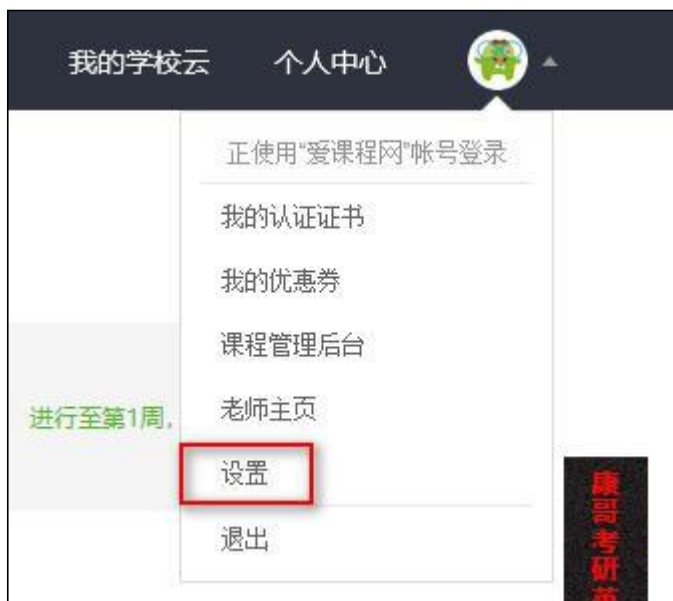 我的学校云 个人中心
正使用“爱课程网”帐号登录
我的认证证书
我的优惠券
课程管理后台
老师主页
进行至第1周,
设置
退出
康哥考研英